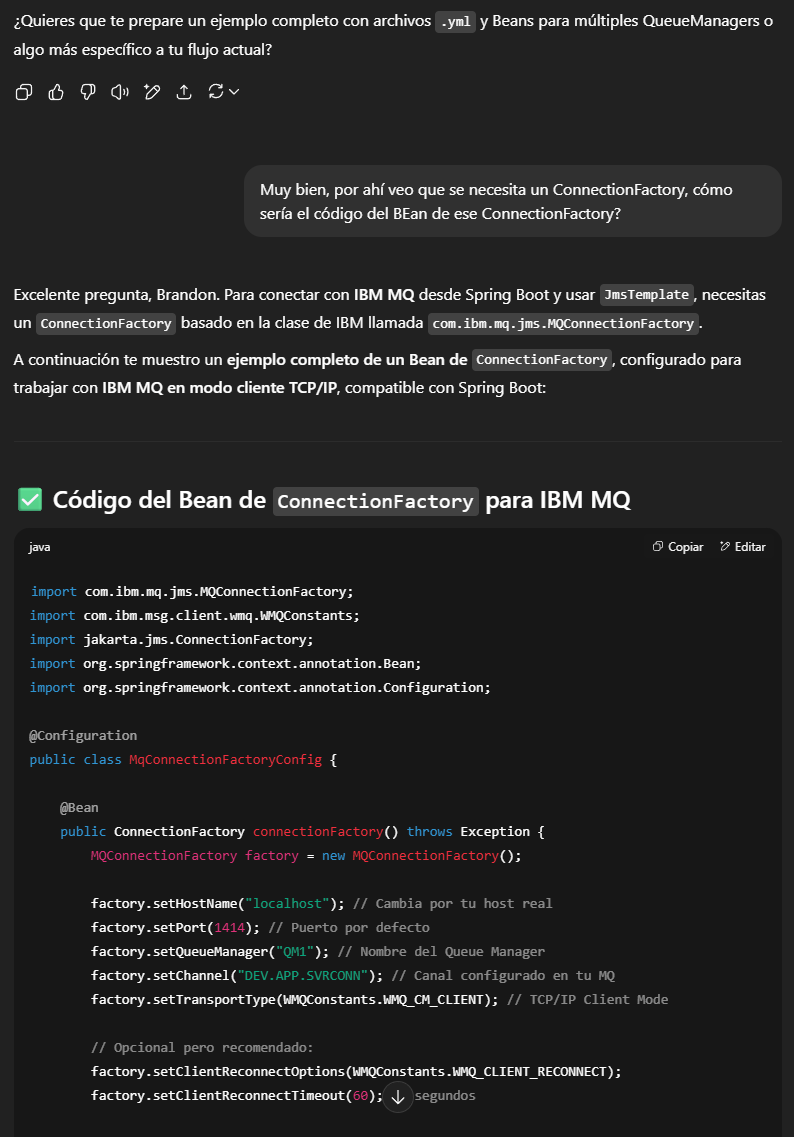 ¿Quieres que te prepare un ejemplo completo con archivos .yml y Beans para múltiples QueueManagers o
algo más específico a tu flujo actual?
Muy bien, por ahí veo que se necesita un ConnectionFactory, cómo
sería el código del BEan de ese ConnectionFactory?
Excelente pregunta, Brandon. Para conectar con IBM MQ desde Spring Boot y usar JmsTemplate, necesitas
un ConnectionFactory basado en la clase de IBM llamada com.ibm.mq.jms.MQConnectionFactory.
A continuación te muestro un ejemplo completo de un Bean de ConnectionFactory, configurado para
trabajar con IBM MQ en modo cliente TCP/IP, compatible con Spring Boot:
✅ Código del Bean de ConnectionFactory para IBM MQ
java Copiar Editar
import com.ibm.mq.jms.MQConnectionFactory;
import com.ibm.msg.client.wmq.WMQConstants;
import jakarta.jms.ConnectionFactory;
import org.springframework.context.annotation.Bean;
import org.springframework.context.annotation.Configuration;
@Configuration
public class MqConnectionFactoryConfig {
@Bean
public ConnectionFactory connectionFactory() throws Exception {
MQConnectionFactory factory = new MQConnectionFactory();
factory.setHostName("localhost"); // Cambia por tu host real
factory.setPort(1414); // Puerto por defecto
factory.setQueueManager("QM1"); // Nombre del Queue Manager
factory.setChannel("DEV.APP.SVRCONN"); // Canal configurado en tu MQ
factory.setTransportType(WMQConstants.WMQ_CM_CLIENT); // TCP/IP Client Mode
// Opcional pero recomendado:
factory.setClientReconnectOptions(WMQConstants.WMQ_CLIENT_RECONNECT);
factory.setClientReconnectTimeout(60); segundos